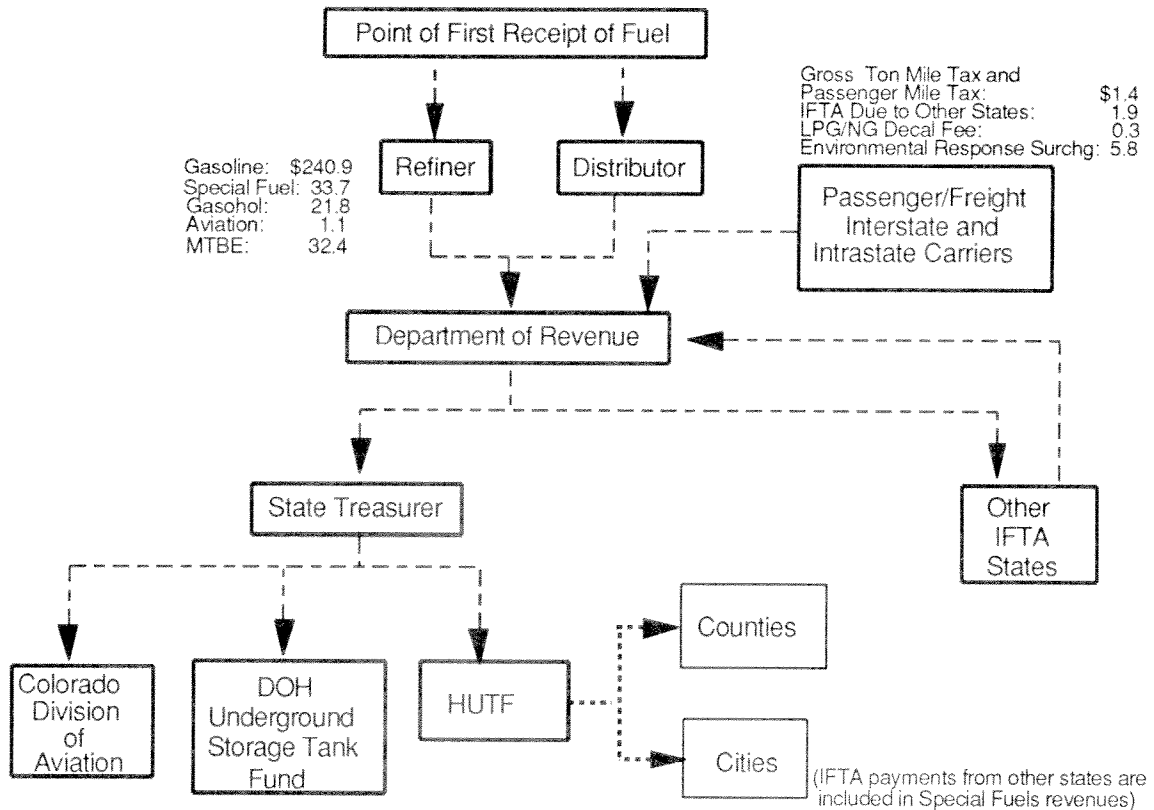 Point of First Receipt of Fuel
Gross Ton Mile Tax and
Passenger Mile Tax: $1.4
IFTA Due to Other States: 1.9
LPG/NG Decal Fee: 0.3
Environmental Response Surchg: 5.8
Gasoline: $240.9
Special Fuel: 33.7
Gasohol: 21.8
Aviation: 1.1
MTBE: 32.4
Refiner
Distributor
Passenger/Freight
Interstate and
Intrastate Carriers
Department of Revenue
State Treasurer
Other
IFTA
States
Colorado
Division
of
Aviation
DOH
Underground
Storage Tank
Fund
HUTF
Counties
Cities
(IFTA payments from other states are
included in Special Fuels revenues)